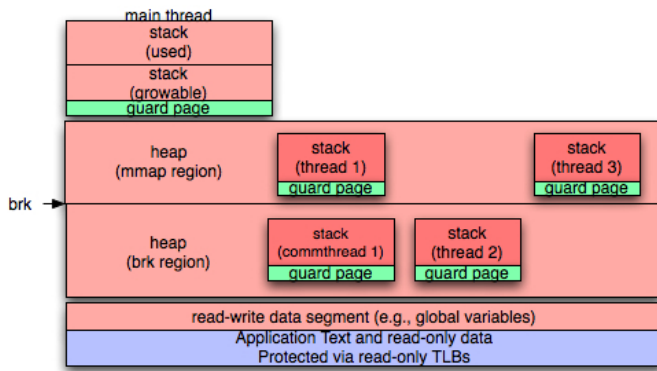 main thread
stack
(used)
stack
(growable)
guard page
heap
(mmap region)
stack
(thread 1)
guard page
stack
(thread 3)
guard page
brk
heap
(brk region)
stack
(commthread 1)
guard page
stack
(thread 2)
guard page
read-write data segment (e.g., global variables)
Application Text and read-only data
Protected via read-only TLBs